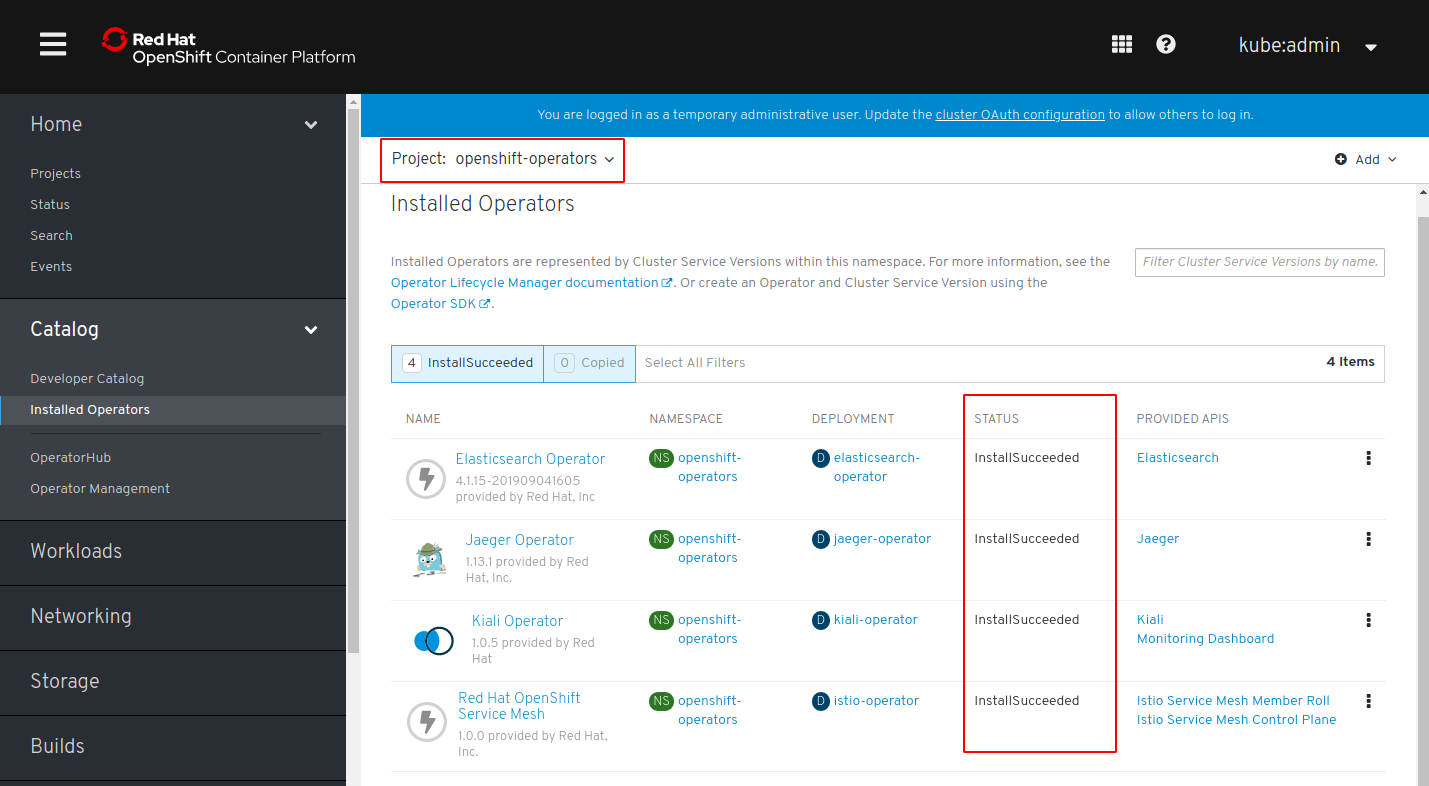 Red Hat
OpenShift Container Platform
kube:admin
Home
Projects
Status
Search
Events
Catalog
Developer Catalog
Installed Operators
OperatorHub
Operator Management
Workloads
Networking
Storage
Builds
You are logged in as a temporary administrative user. Update the cluster OAuth configuration to allow others to log in.
Project: openshift-operators
Add
Installed Operators
Installed Operators are represented by Cluster Service Versions within this namespace. For more information, see the
Operator Lifecycle Manager documentation. Or create an Operator and Cluster Service Version using the
Operator SDK.
Filter Cluster Service Versions by name.
4 InstallSucceeded 0 Copied Select All Filters 4 Items
NAME NAMESPACE DEPLOYMENT STATUS PROVIDED APIS
Elasticsearch Operator
4.1.15-201909041605
provided by Red Hat, Inc
NS openshift-
operators
D elasticsearch-
operator
InstallSucceeded
Elasticsearch
Jaeger Operator
1.13.1 provided by Red
Hat, Inc.
NS openshift-
operators
D jaeger-operator
InstallSucceeded
Jaeger
Kiali Operator
1.0.5 provided by Red
Hat
NS openshift-
operators
D kiali-operator
InstallSucceeded
Kiali
Monitoring Dashboard
Red Hat OpenShift
Service Mesh
1.0.0 provided by Red Hat,
Inc.
NS openshift-
operators
D istio-operator
InstallSucceeded
Istio Service Mesh Member Roll
Istio Service Mesh Control Plane